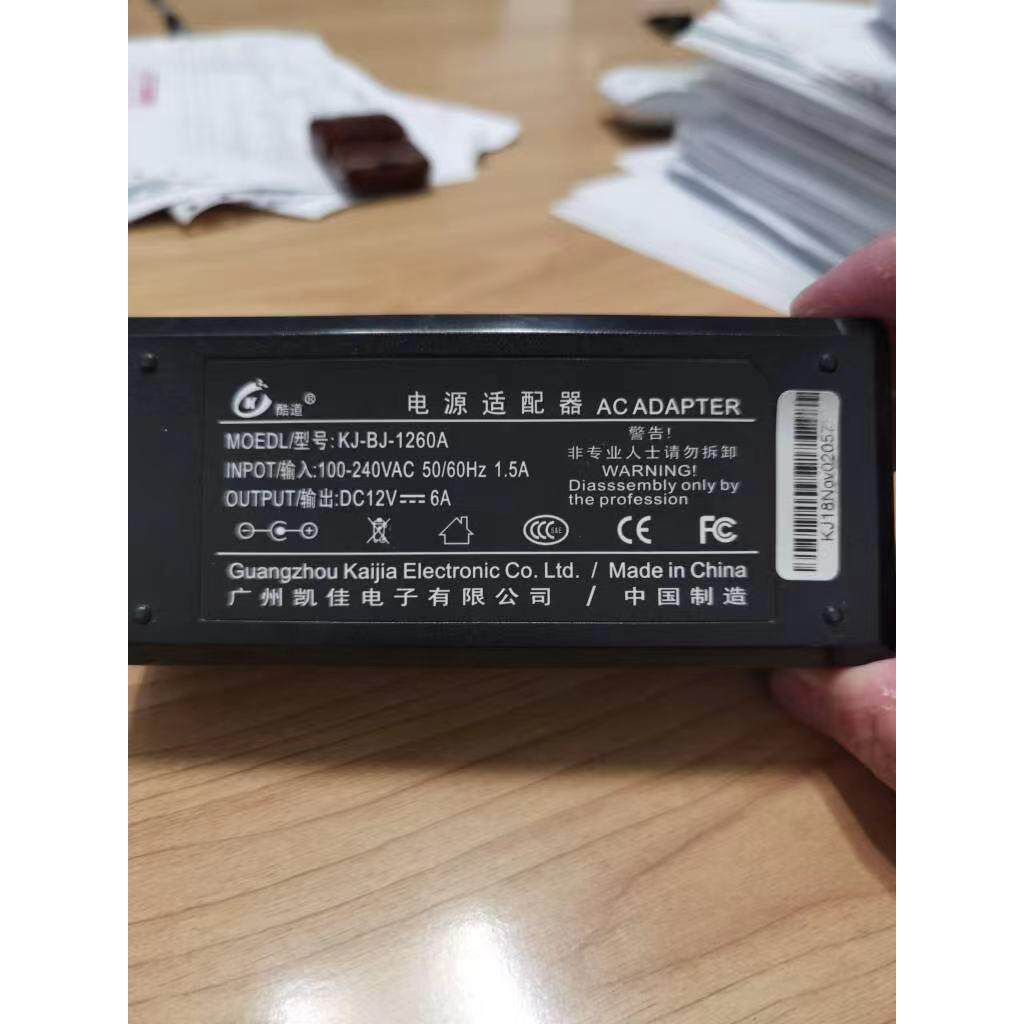 酷道®
电源适配器 AC ADAPTER
MOEDL/型号:KJ-BJ-1260A
INPOT/输入:100-240VAC 50/60Hz 1.5A
OUTPUT/输出:DC12V⎓6A
警告!
非专业人士请勿拆卸
WARNING!
Diasssembly only by
the profession
CCC S&E CE FC
Guangzhou Kaijia Electronic Co. Ltd. / Made in China
广州凯佳电子有限公司 / 中国制造
KJ18Nov02057